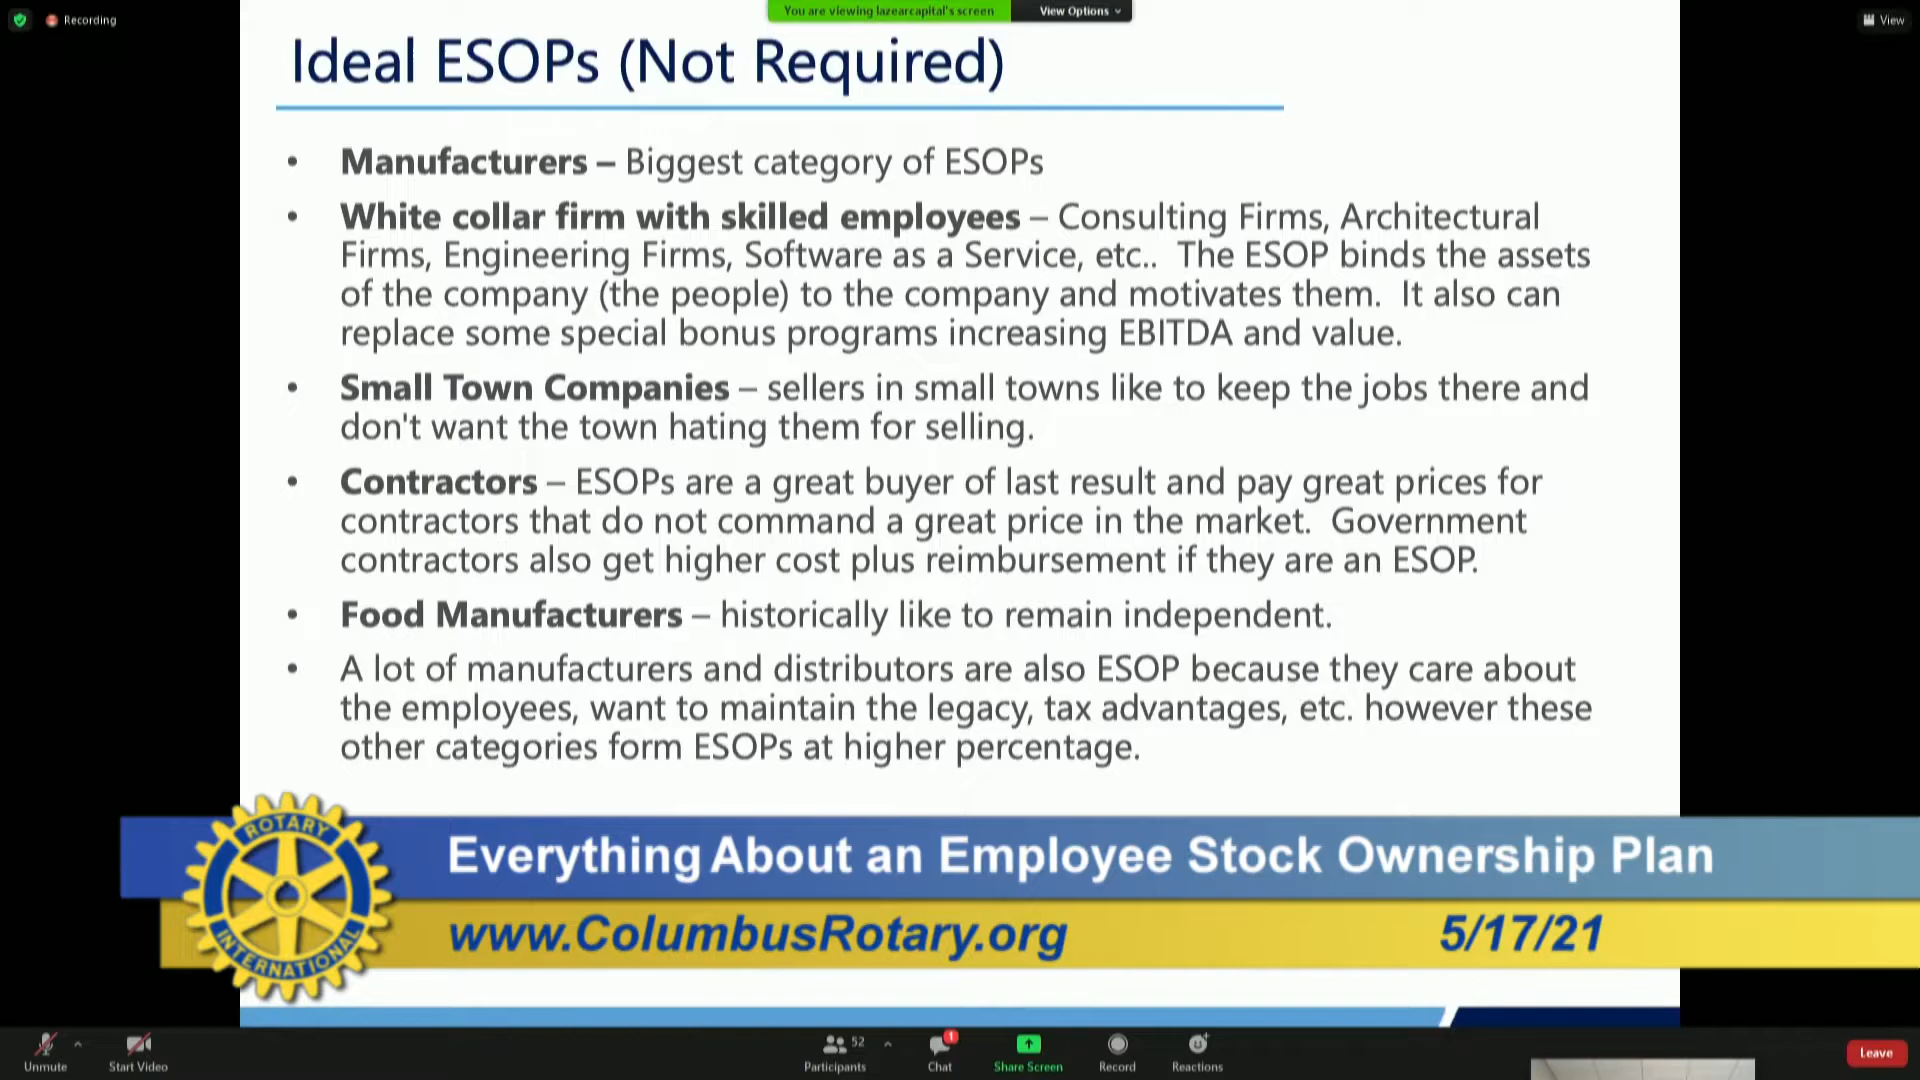 Recording
You are viewing lazearcapital's screen
View Options
View
Ideal ESOPs (Not Required)
• Manufacturers – Biggest category of ESOPs
• White collar firm with skilled employees – Consulting Firms, Architectural
Firms, Engineering Firms, Software as a Service, etc.. The ESOP binds the assets
of the company (the people) to the company and motivates them. It also can
replace some special bonus programs increasing EBITDA and value.
• Small Town Companies – sellers in small towns like to keep the jobs there and
don't want the town hating them for selling.
• Contractors – ESOPs are a great buyer of last result and pay great prices for
contractors that do not command a great price in the market. Government
contractors also get higher cost plus reimbursement if they are an ESOP.
• Food Manufacturers – historically like to remain independent.
• A lot of manufacturers and distributors are also ESOP because they care about
the employees, want to maintain the legacy, tax advantages, etc. however these
other categories form ESOPs at higher percentage.
ROTARY
INTERNATIONAL
Everything About an Employee Stock Ownership Plan
www.ColumbusRotary.org 5/17/21
Unmute
Start Video
52
Participants
1
Chat
Share Screen
Record
Reactions
Leave